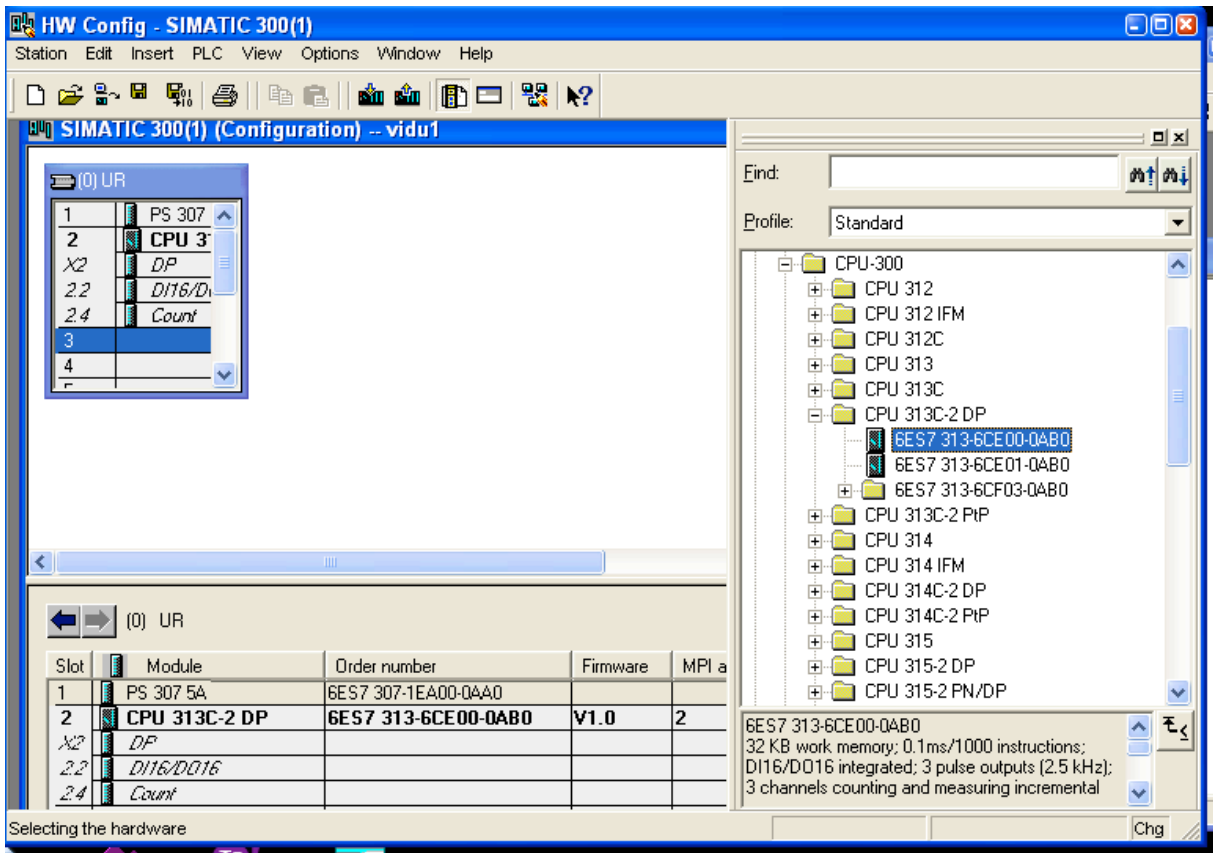 HW Config - SIMATIC 300(1)
Station Edit Insert PLC View Options Window Help
SIMATIC 300(1) (Configuration) -- vidu1
(0) UR
1 PS 307
2 CPU 3
X2 DP
2.2 DI16/D
2.4 Count
3
4
Find:
Profile: Standard
CPU-300
CPU 312
CPU 312 IFM
CPU 312C
CPU 313
CPU 313C
CPU 313C-2 DP
6ES7 313-6CE00-0AB0
6ES7 313-6CE01-0AB0
6ES7 313-6CF03-0AB0
CPU 313C-2 PtP
CPU 314
CPU 314 IFM
CPU 314C-2 DP
CPU 314C-2 PtP
CPU 315
CPU 315-2 DP
CPU 315-2 PN/DP
(0) UR
Slot Module Order number Firmware MPI a
1 PS 307 5A 6ES7 307-1EA00-0AA0
2 CPU 313C-2 DP 6ES7 313-6CE00-0AB0 V1.0 2
X2 DP
2.2 DI16/DO16
2.4 Count
6ES7 313-6CE00-0AB0
32 KB work memory; 0.1ms/1000 instructions;
DI16/DO16 integrated; 3 pulse outputs (2.5 kHz);
3 channels counting and measuring incremental
Selecting the hardware
Chg